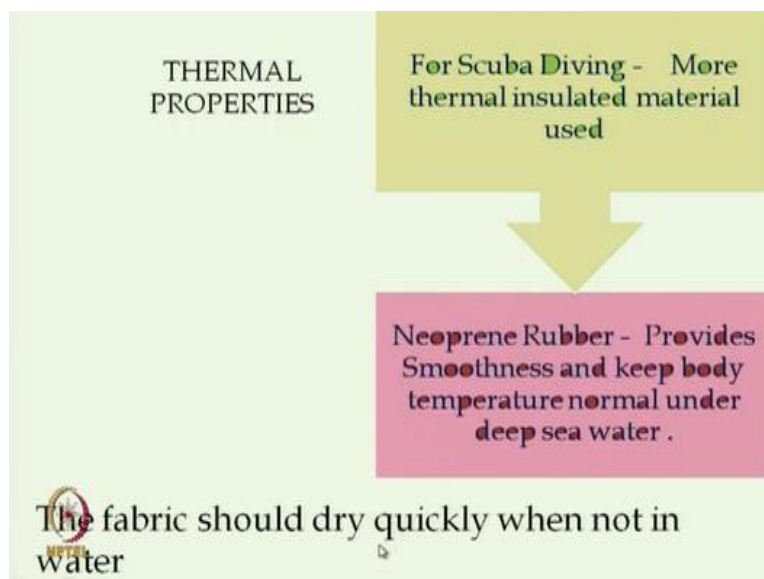 THERMAL
PROPERTIES
For Scuba Diving - More
thermal insulated material
used
Neoprene Rubber - Provides
Smoothness and keep body
temperature normal under
deep sea water .
The fabric should dry quickly when not in
water
NPTEL